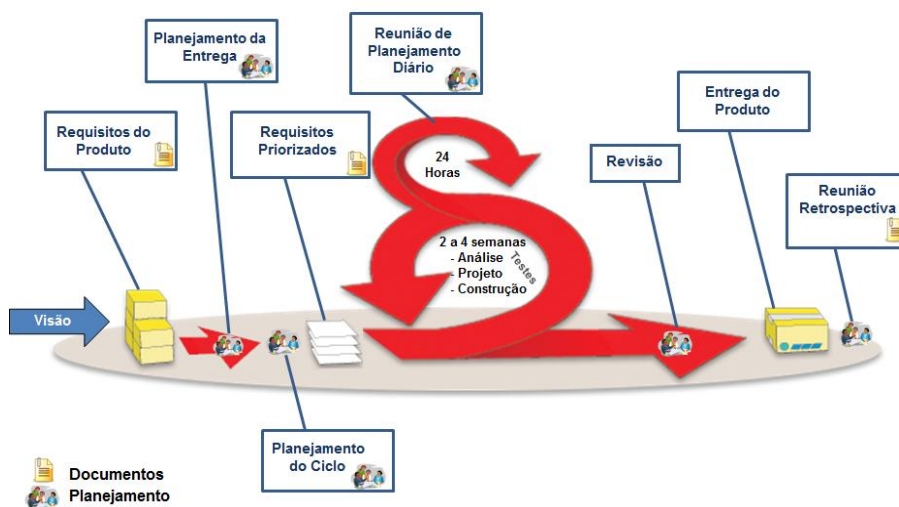 Planejamento da
Entrega
Reunião de
Planejamento
Diário
Entrega do
Produto
Requisitos do
Produto
Requisitos
Priorizados
Revisão
Reunião
Retrospectiva
24
Horas
2 a 4 semanas
- Análise
- Projeto
- Construção
Testes
Visão
Planejamento
do Ciclo
Documentos
Planejamento